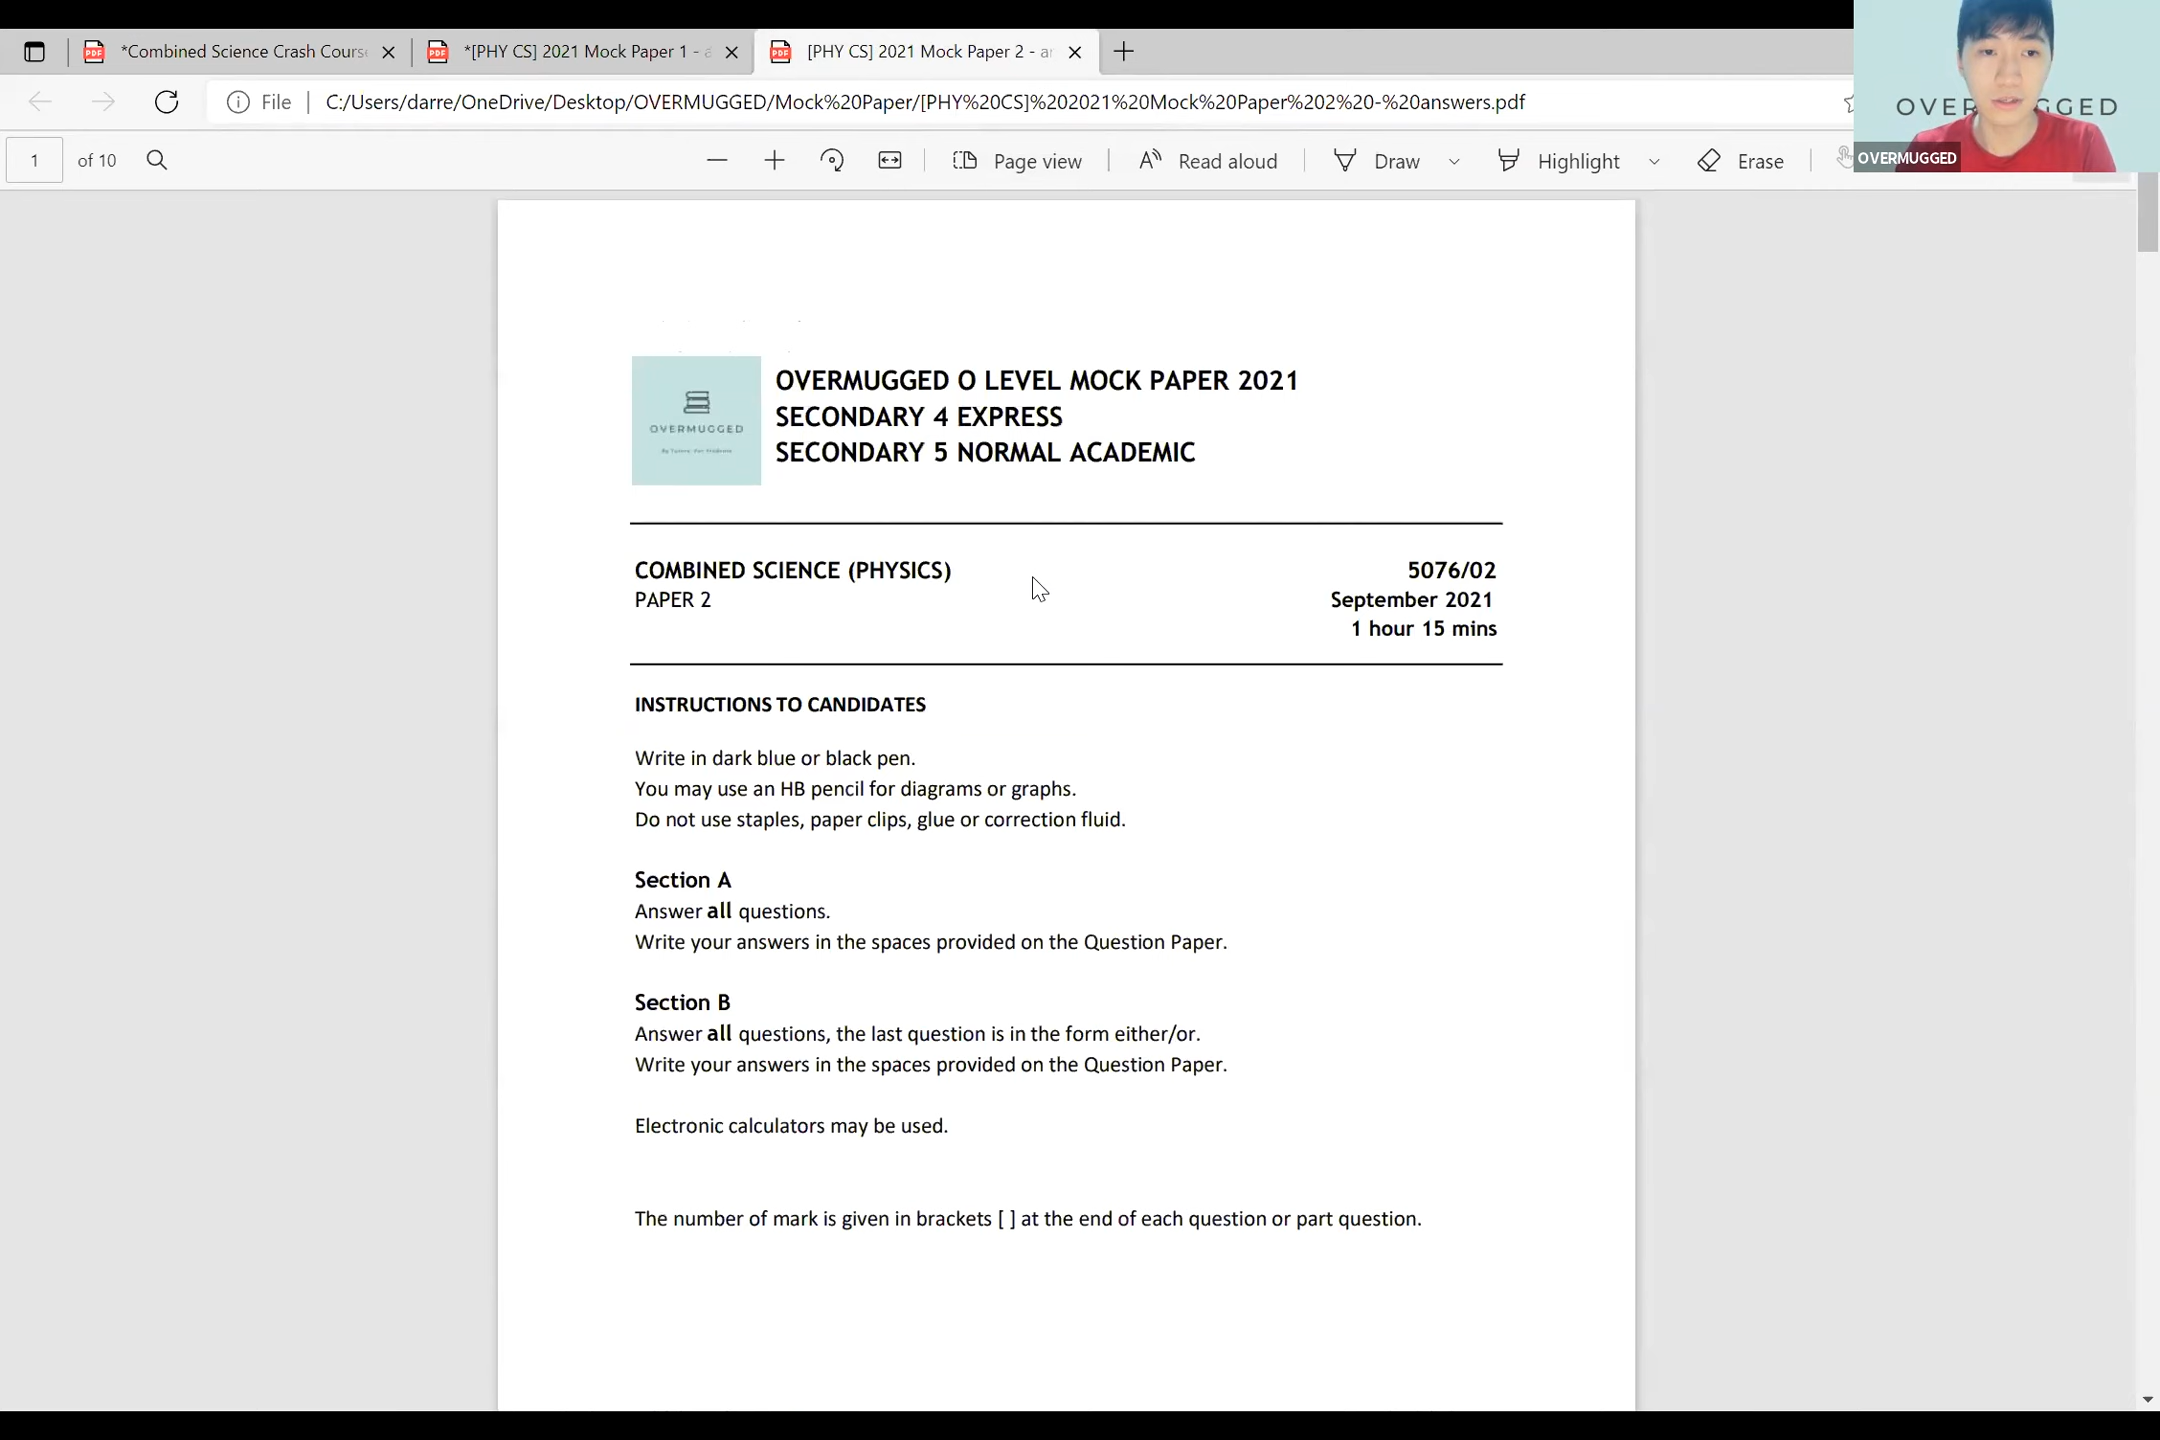 *Combined Science Crash Cours
*[PHY CS] 2021 Mock Paper 1 - a
[PHY CS] 2021 Mock Paper 2 - an
File
C:/Users/darre/OneDrive/Desktop/OVERMUGGED/Mock%20Paper/[PHY%20CS]%202021%20Mock%20Paper%202%20-%20answers.pdf
1 of 10
Page view
Read aloud
Draw
Highlight
Erase
OVERMUGGED
OVERMUGGED O LEVEL MOCK PAPER 2021
SECONDARY 4 EXPRESS
SECONDARY 5 NORMAL ACADEMIC
OVERMUGGED
COMBINED SCIENCE (PHYSICS)
5076/02
PAPER 2
September 2021
1 hour 15 mins
INSTRUCTIONS TO CANDIDATES
Write in dark blue or black pen.
You may use an HB pencil for diagrams or graphs.
Do not use staples, paper clips, glue or correction fluid.
Section A
Answer all questions.
Write your answers in the spaces provided on the Question Paper.
Section B
Answer all questions, the last question is in the form either/or.
Write your answers in the spaces provided on the Question Paper.
Electronic calculators may be used.
The number of mark is given in brackets [ ] at the end of each question or part question.